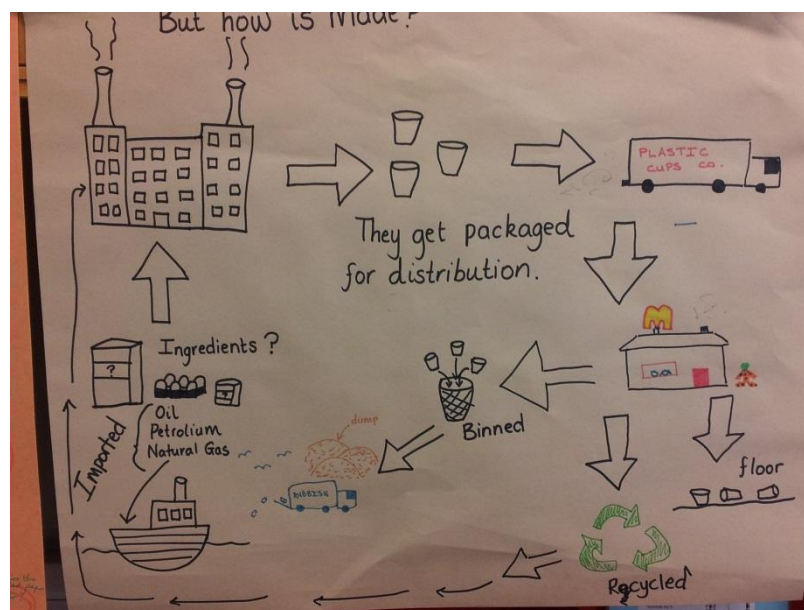 But how is Made?
PLASTIC
CUPS CO.
They get packaged
for distribution.
M
Ingredients ?
?
Oil
Petrolium
Natural Gas
Imported
Binned
dump
RUBBISH
floor
Recycled